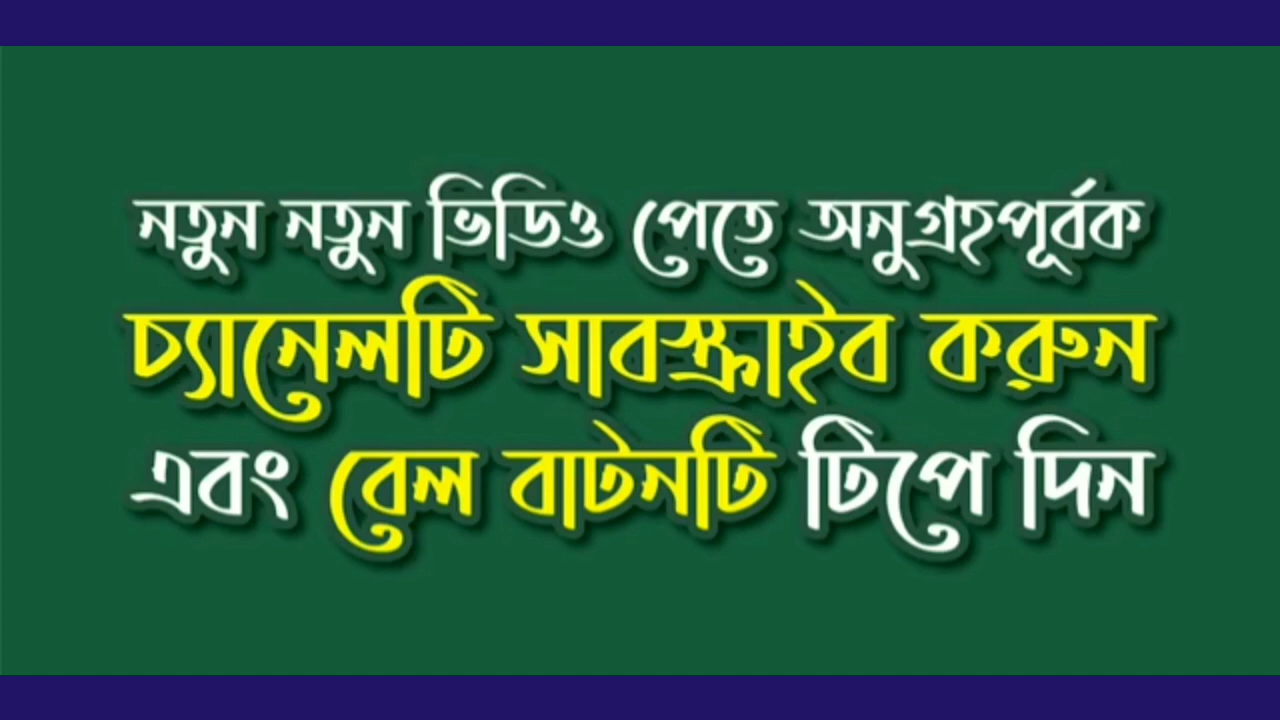 নতুন নতুন ভিডিও পেতে অনুগ্রহপূর্বক
চ্যানেলটি সাবস্ক্রাইব করুন
এবং বেল বাটনটি টিপে দিন